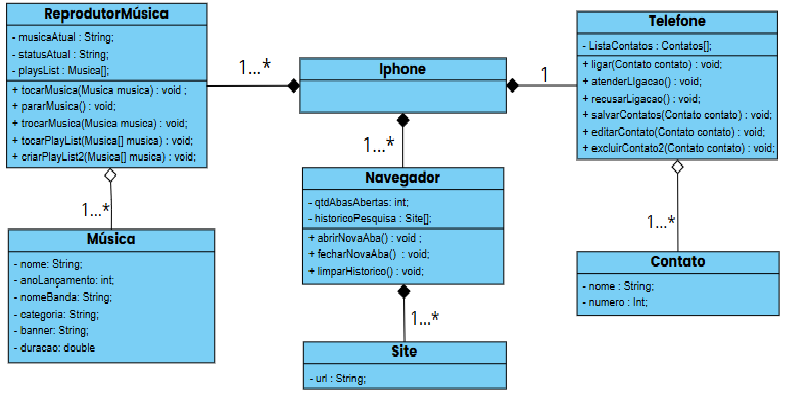 ReprodutorMúsica
- musicaAtual : String;
- statusAtual : String;
- playsList : Musica[];
+ tocarMusica(Musica musica) : void ;
+ pararMusica() : void;
+ trocarMusica(Musica musica) : void;
+ tocarPlayList(Musica[] musica) : void;
+ criarPlayList2(Musica[] musica) : void;
1...*
Iphone
1
Telefone
- ListaContatos : Contatos[];
+ ligar(Contato contato) : void;
+ atenderLIgacao() : void;
+ recusarLigacao() : void;
+ salvarContatos(Contato contato) : void;
+ editarContato(Contato contato) : void;
+ excluirContato2(Contato contato) : void;
1...*
Navegador
- qtdAbasAbertas: int;
- historicoPesquisa : Site[];
+ abrirNovaAba() : void ;
+ fecharNovaAba() : void;
+ limparHistorico() : void;
1...*
Música
- nome: String;
- anoLançamento: int;
- nomeBanda: String;
- categoria: String;
- banner: String;
- duracao: double
1...*
Contato
- nome : String;
- numero : Int;
1...*
Site
- url : String;